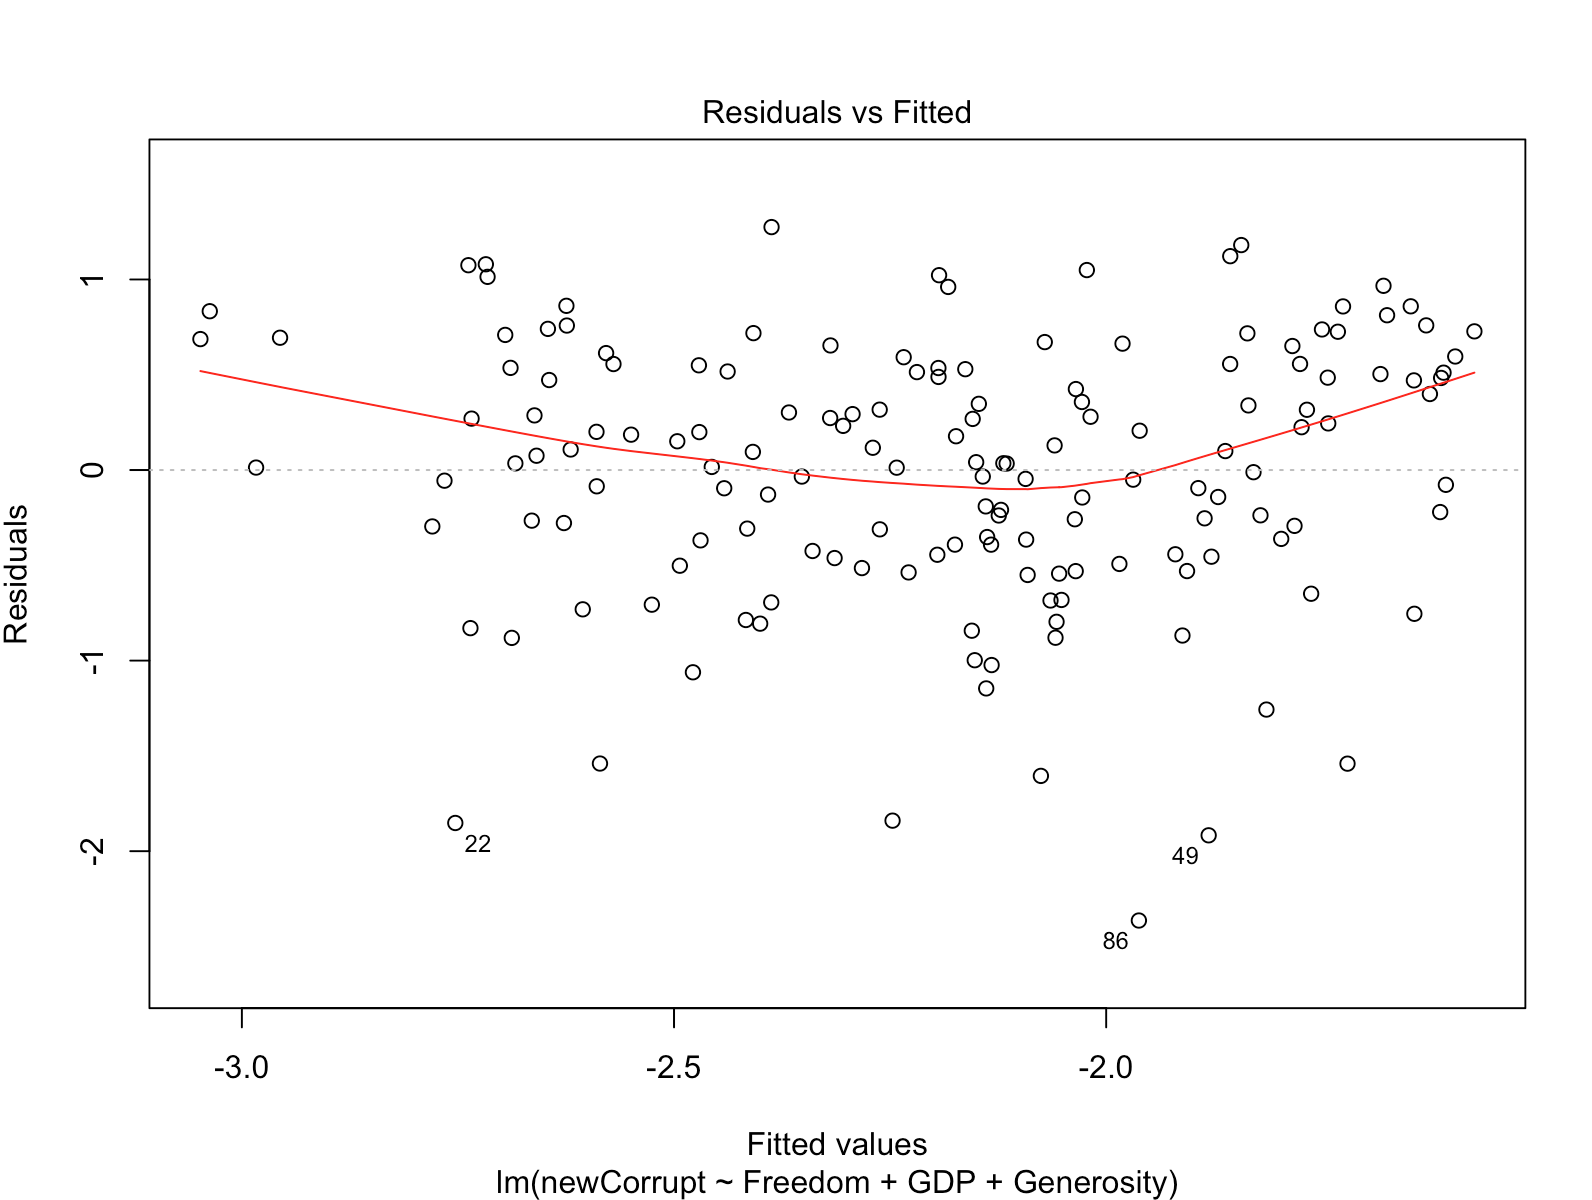 Residuals vs Fitted
Residuals
1
0
-1
-2
22
49
86
-3.0
-2.5
-2.0
Fitted values
lm(newCorrupt ~ Freedom + GDP + Generosity)